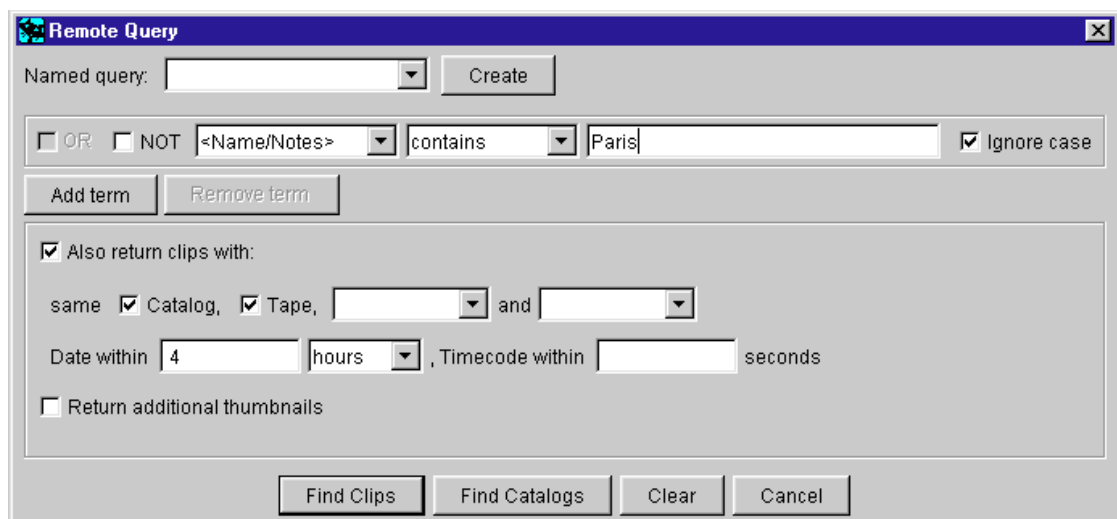 Remote Query
Named query: Create
OR NOT <Name/Notes> contains Paris Ignore case
Add term Remove term
Also return clips with:
same Catalog, Tape, and
Date within 4 hours , Timecode within seconds
Return additional thumbnails
Find Clips Find Catalogs Clear Cancel